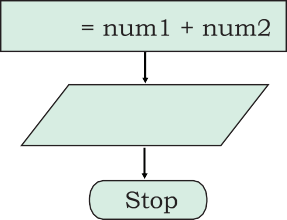 = num1 + num2
Stop